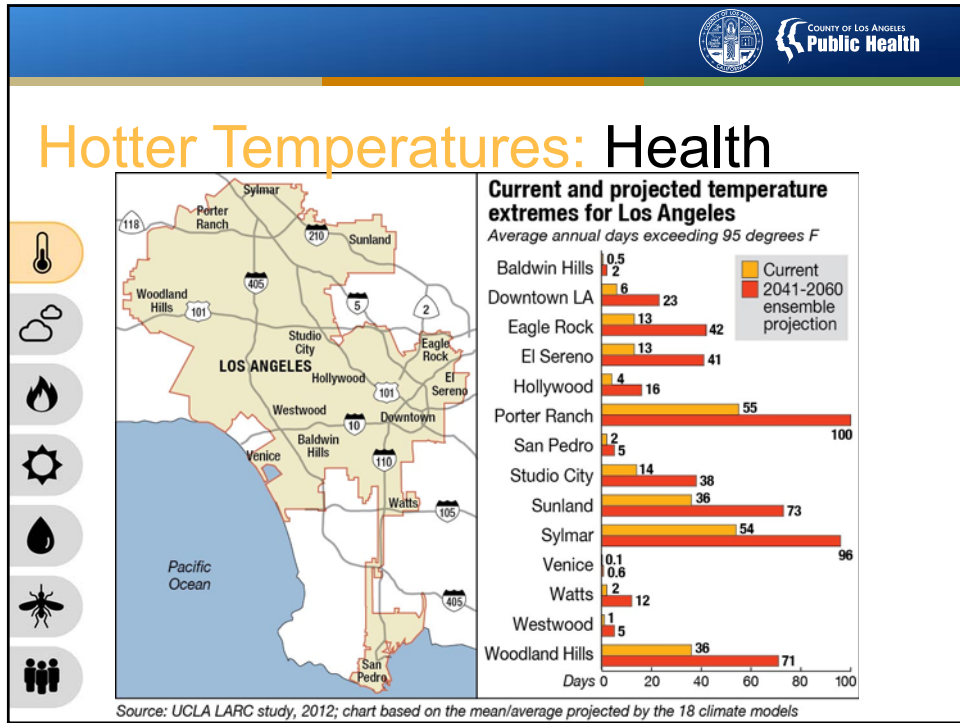 COUNTY OF LOS ANGELES
Public Health
Hotter Temperatures: Health
Sylmar
Porter
Ranch
118
210
Sunland
405
5
2
Woodland
Hills
101
Studio
City
Eagle
Rock
LOS ANGELES
Hollywood
El
Sereno
101
Westwood
10
Downtown
Baldwin
Hills
Venice
110
Watts
105
Pacific
Ocean
405
San
Pedro
Current and projected temperature
extremes for Los Angeles
Average annual days exceeding 95 degrees F
Current
2041-2060
ensemble
projection
Baldwin Hills 0.5
2
Downtown LA 6
23
Eagle Rock 13
42
El Sereno 13
41
Hollywood 4
16
Porter Ranch 55
100
San Pedro 2
5
Studio City 14
38
Sunland 36
73
Sylmar 54
96
Venice 0.1
0.6
Watts 2
12
Westwood 1
5
Woodland Hills 36
71
Days 0 20 40 60 80 100
Source: UCLA LARC study, 2012; chart based on the mean/average projected by the 18 climate models